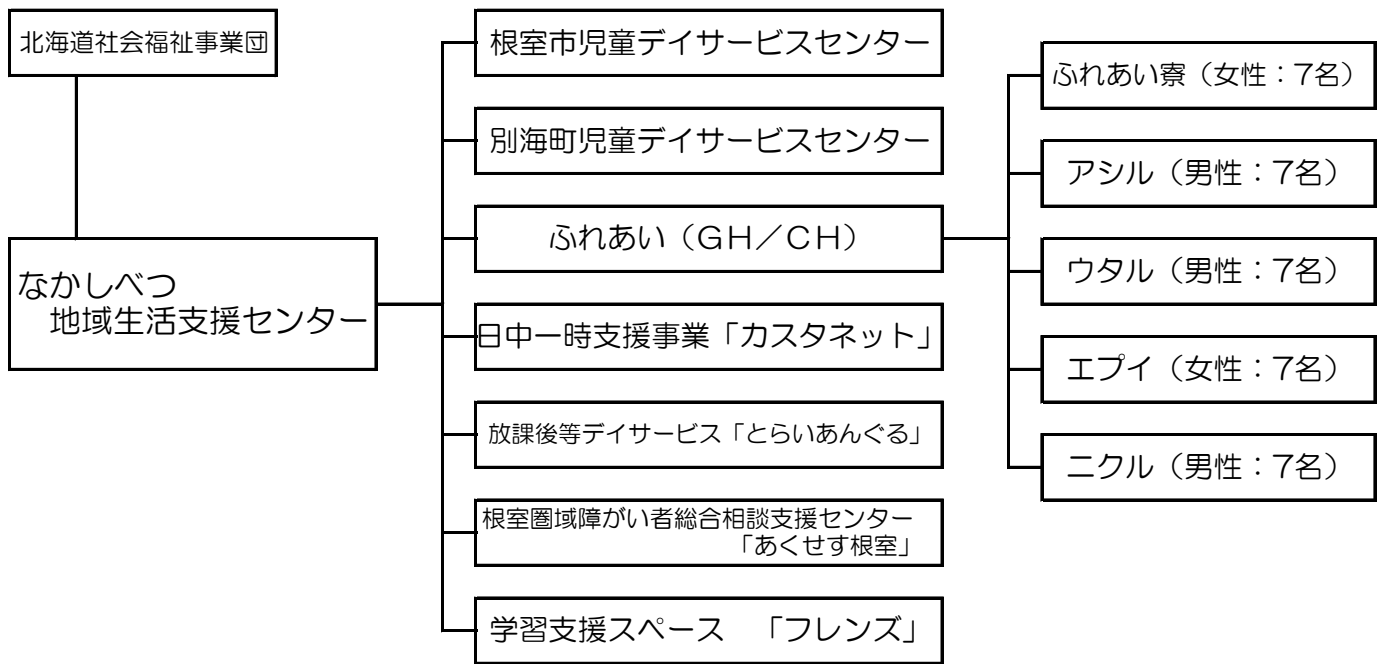 北海道社会福祉事業団
なかしべつ
地域生活支援センター
根室市児童デイサービスセンター
別海町児童デイサービスセンター
ふれあい（GH／CH）
日中一時支援事業「カスタネット」
放課後等デイサービス「とらいあんぐる」
根室圏域障がい者総合相談支援センター
「あくせす根室」
学習支援スペース　「フレンズ」
ふれあい寮（女性：7名）
アシル（男性：7名）
ウタル（男性：7名）
エプイ（女性：7名）
ニクル（男性：7名）